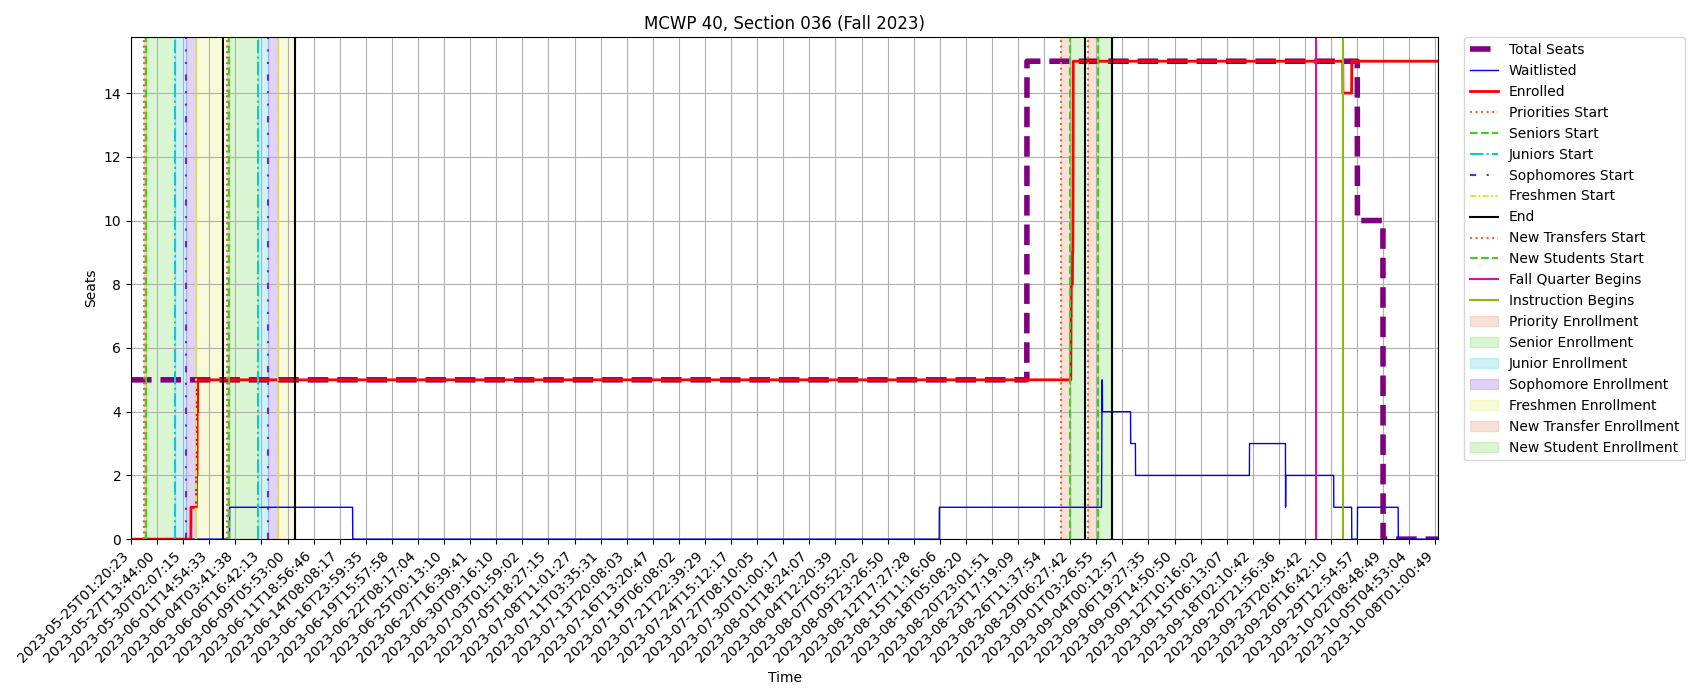 MCWP 40, Section 036 (Fall 2023)
Seats
14
12
10
8
6
4
2
0
2023-05-25T01:20:23
2023-05-27T13:44:00
2023-05-30T02:07:15
2023-06-01T14:54:33
2023-06-04T03:41:38
2023-06-06T16:42:13
2023-06-09T05:53:00
2023-06-11T18:56:46
2023-06-14T08:08:17
2023-06-16T23:59:35
2023-06-19T15:57:58
2023-06-22T08:17:04
2023-06-25T00:13:10
2023-06-27T16:39:41
2023-06-30T09:16:10
2023-07-03T01:59:02
2023-07-05T18:27:15
2023-07-08T11:01:27
2023-07-11T03:35:31
2023-07-13T20:08:03
2023-07-16T13:20:47
2023-07-19T06:08:02
2023-07-21T22:39:29
2023-07-24T15:12:17
2023-07-27T08:10:05
2023-07-30T01:00:17
2023-08-01T18:24:07
2023-08-04T12:20:39
2023-08-07T05:52:02
2023-08-09T23:26:50
2023-08-12T17:27:28
2023-08-15T11:16:06
2023-08-18T05:08:20
2023-08-20T23:01:51
2023-08-23T17:19:09
2023-08-26T11:37:54
2023-08-29T06:27:42
2023-09-01T03:26:55
2023-09-04T00:12:57
2023-09-06T19:27:35
2023-09-09T14:50:50
2023-09-12T10:16:02
2023-09-15T06:13:07
2023-09-18T02:10:42
2023-09-20T21:56:36
2023-09-23T20:45:42
2023-09-26T16:42:10
2023-09-29T12:54:57
2023-10-02T08:48:49
2023-10-05T04:53:04
2023-10-08T01:00:49
Time
Total Seats
Waitlisted
Enrolled
Priorities Start
Seniors Start
Juniors Start
Sophomores Start
Freshmen Start
End
New Transfers Start
New Students Start
Fall Quarter Begins
Instruction Begins
Priority Enrollment
Senior Enrollment
Junior Enrollment
Sophomore Enrollment
Freshmen Enrollment
New Transfer Enrollment
New Student Enrollment